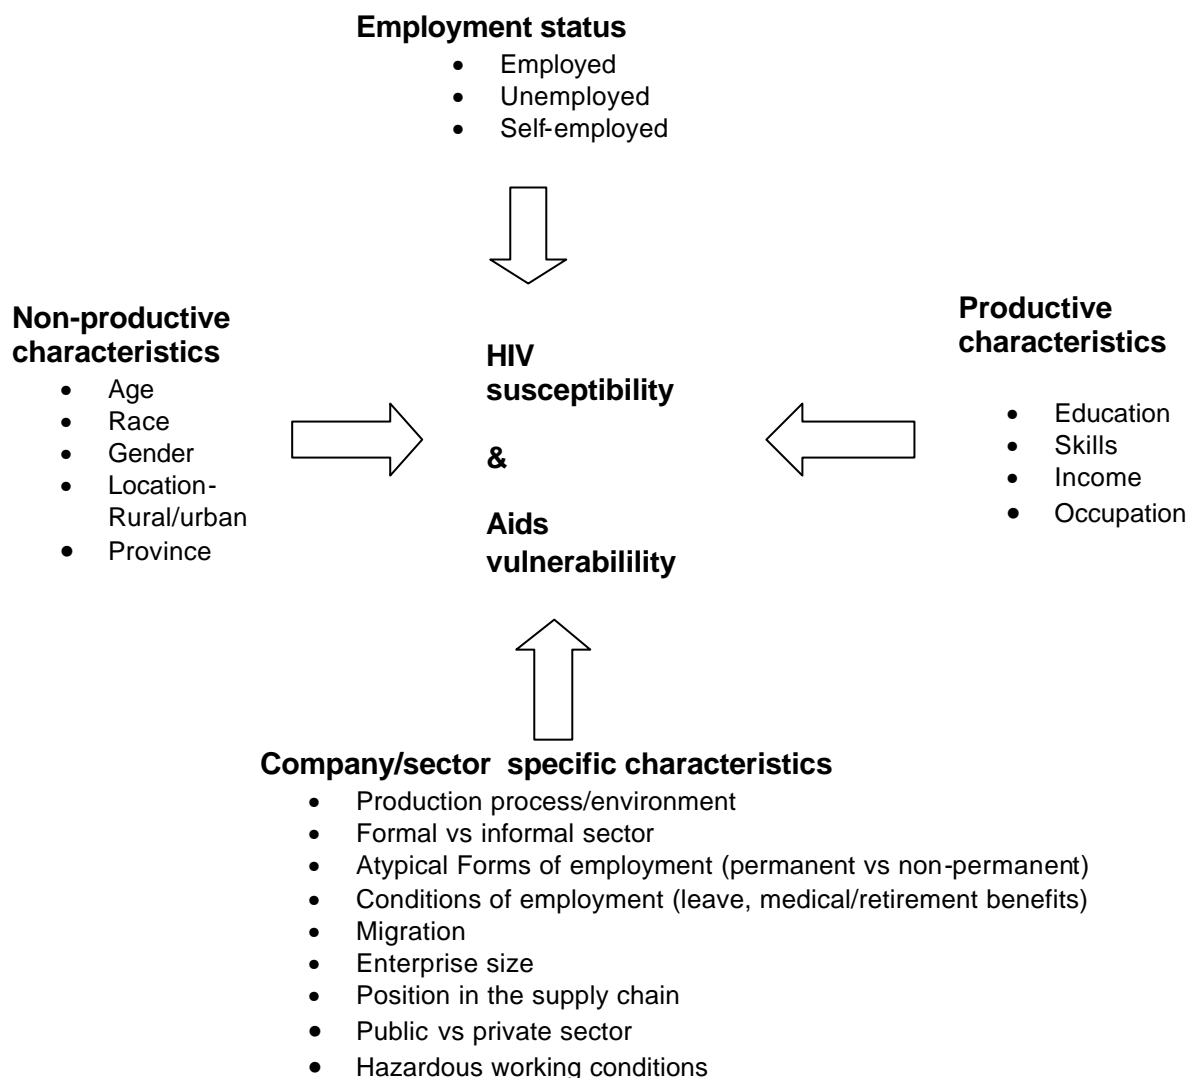 Employment status
• Employed
• Unemployed
• Self-employed
Non-productive
characteristics
• Age
• Race
• Gender
• Location-
Rural/urban
• Province
HIV
susceptibility
&
Aids
vulnerabilility
Productive
characteristics
• Education
• Skills
• Income
• Occupation
Company/sector specific characteristics
• Production process/environment
• Formal vs informal sector
• Atypical Forms of employment (permanent vs non-permanent)
• Conditions of employment (leave, medical/retirement benefits)
• Migration
• Enterprise size
• Position in the supply chain
• Public vs private sector
• Hazardous working conditions